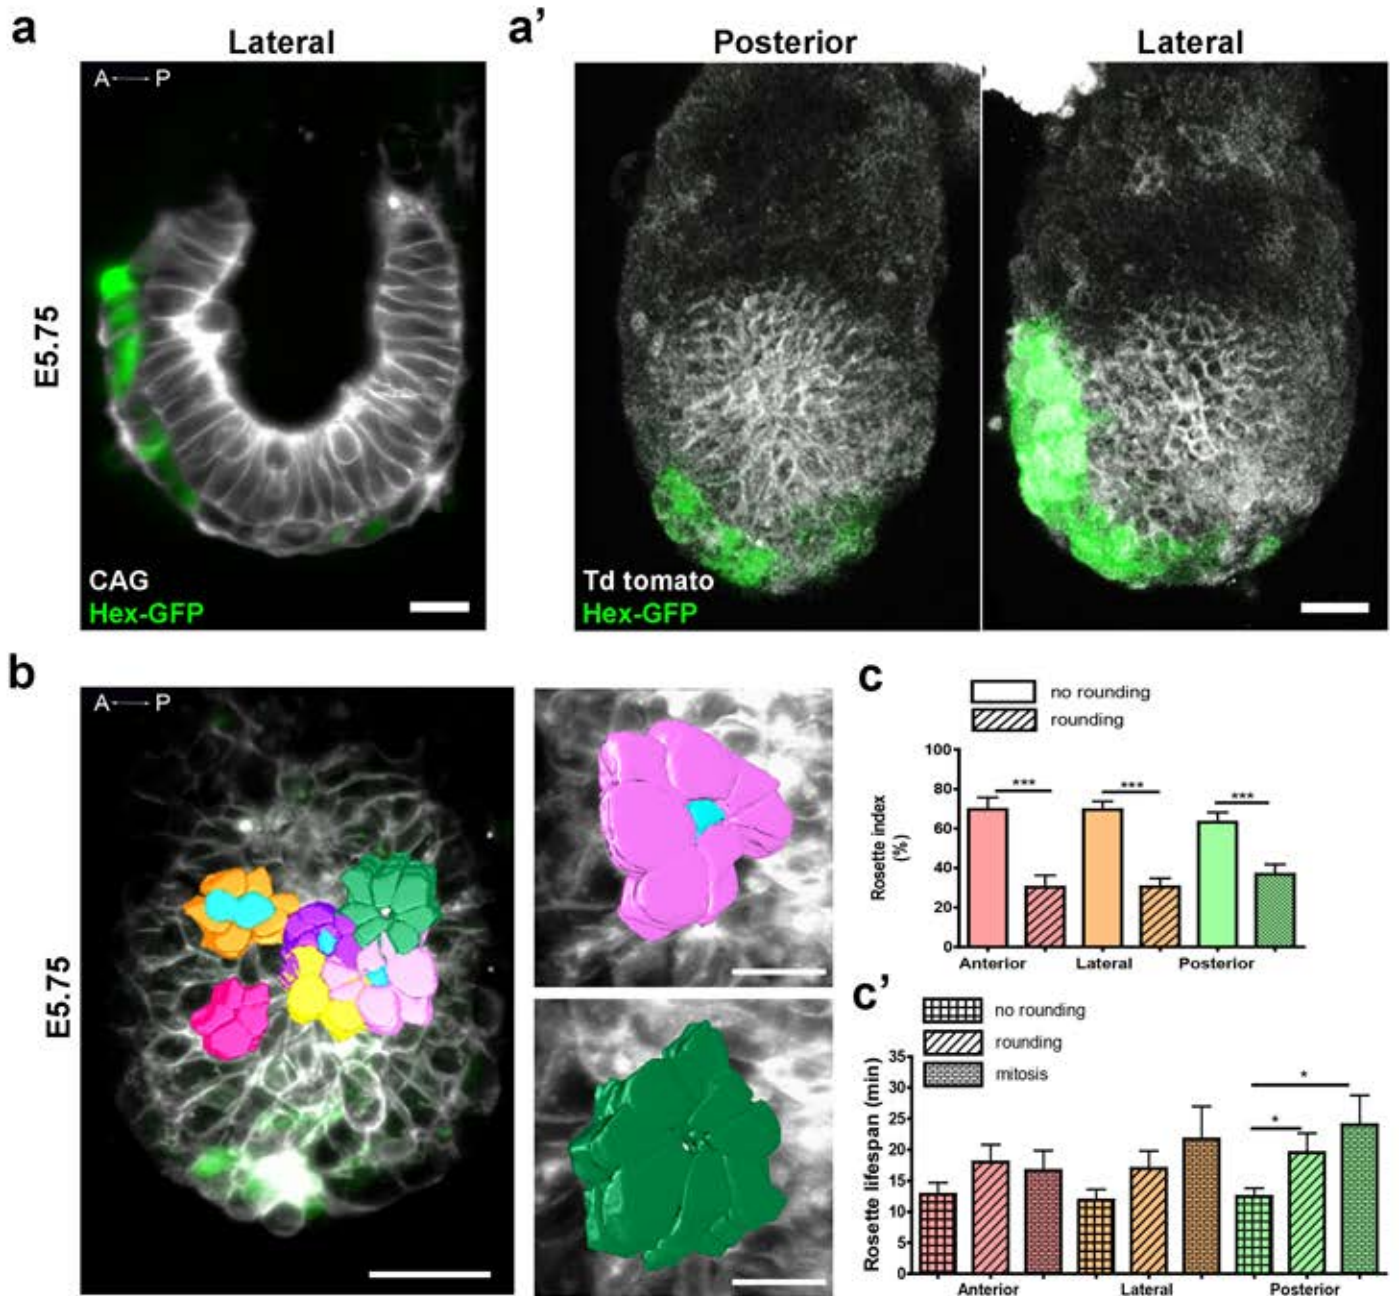 a
Lateral
A ⟷ P
E5.75
CAG
Hex-GFP
a'
Posterior
Lateral
Td tomato
Hex-GFP
b
A ⟷ P
E5.75
c
no rounding
rounding
Rosette index
(%)
100
80
60
40
20
0
***
***
***
Anterior
Lateral
Posterior
c'
no rounding
rounding
mitosis
Rosette lifespan (min)
35
30
25
20
15
10
5
0
*
*
Anterior
Lateral
Posterior